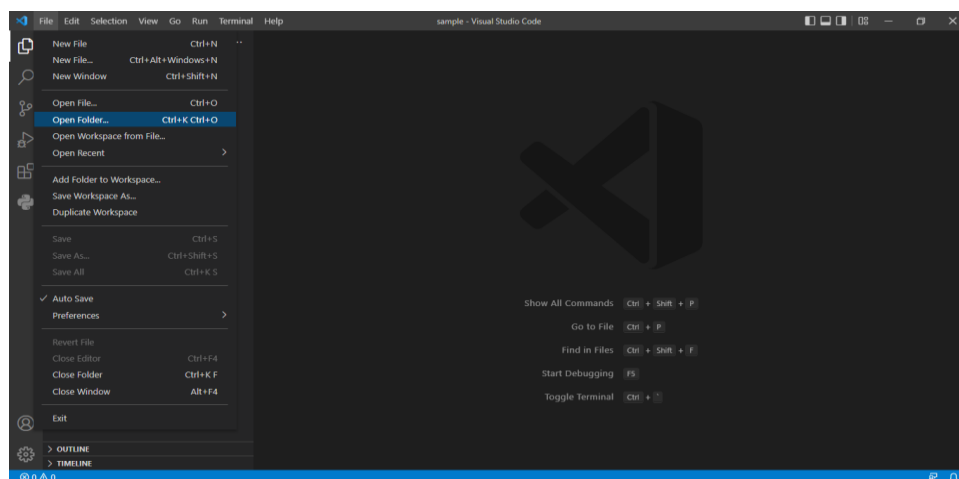 File Edit Selection View Go Run Terminal Help sample - Visual Studio Code
New File Ctrl+N
New File... Ctrl+Alt+Windows+N
New Window Ctrl+Shift+N
Open File... Ctrl+O
Open Folder... Ctrl+K Ctrl+O
Open Workspace from File...
Open Recent
Add Folder to Workspace...
Save Workspace As...
Duplicate Workspace
Save Ctrl+S
Save As... Ctrl+Shift+S
Save All Ctrl+K S
Auto Save
Preferences
Revert File
Close Editor Ctrl+F4
Close Folder Ctrl+K F
Close Window Alt+F4
Exit
OUTLINE
TIMELINE
0 0
Show All Commands Ctrl + Shift + P
Go to File Ctrl + P
Find in Files Ctrl + Shift + F
Start Debugging F5
Toggle Terminal Ctrl + `